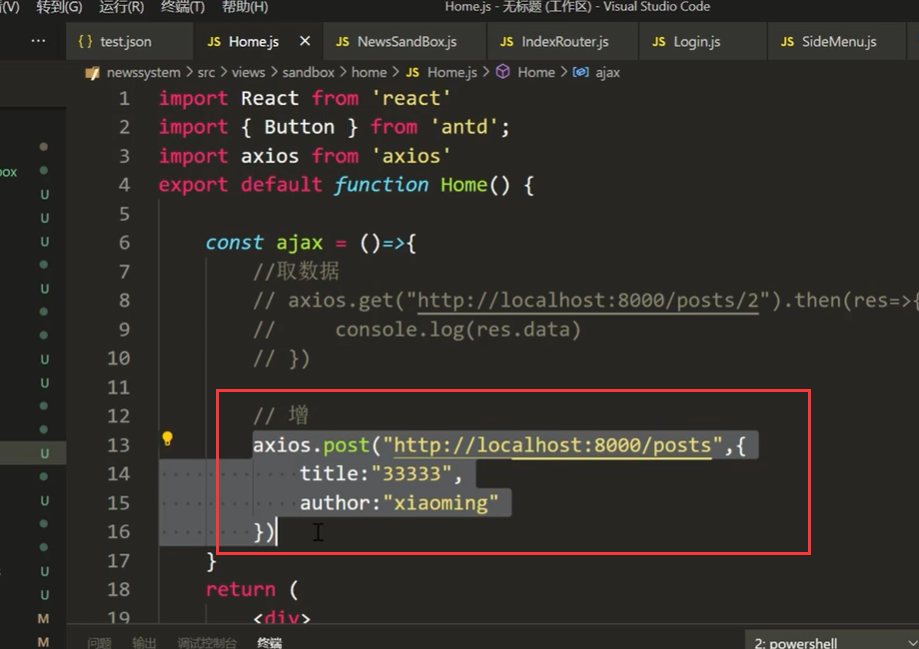 (V) 转到(G) 运行(R) 终端(T) 帮助(H) Home.js - 无标题 (工作区) - Visual Studio Code
··· {} test.json JS Home.js × JS NewsSandBox.js JS IndexRouter.js JS Login.js JS SideMenu.js
newssystem > src > views > sandbox > home > JS Home.js > Home > ajax
1 import React from 'react'
2 import { Button } from 'antd';
3 import axios from 'axios'
4 export default function Home() {
5
6 const ajax = ()=>{
7 //取数据
8 // axios.get("http://localhost:8000/posts/2").then(res=>{
9 // console.log(res.data)
10 // })
11
12 // 增
13 axios.post("http://localhost:8000/posts",{
14 title:"33333",
15 author:"xiaoming"
16 })
17 }
18 return (
19 <div>
box
U
U
U
U
U
U
U
U
U
U
M
M
问题 输出 调试控制台 终端 2: powershell